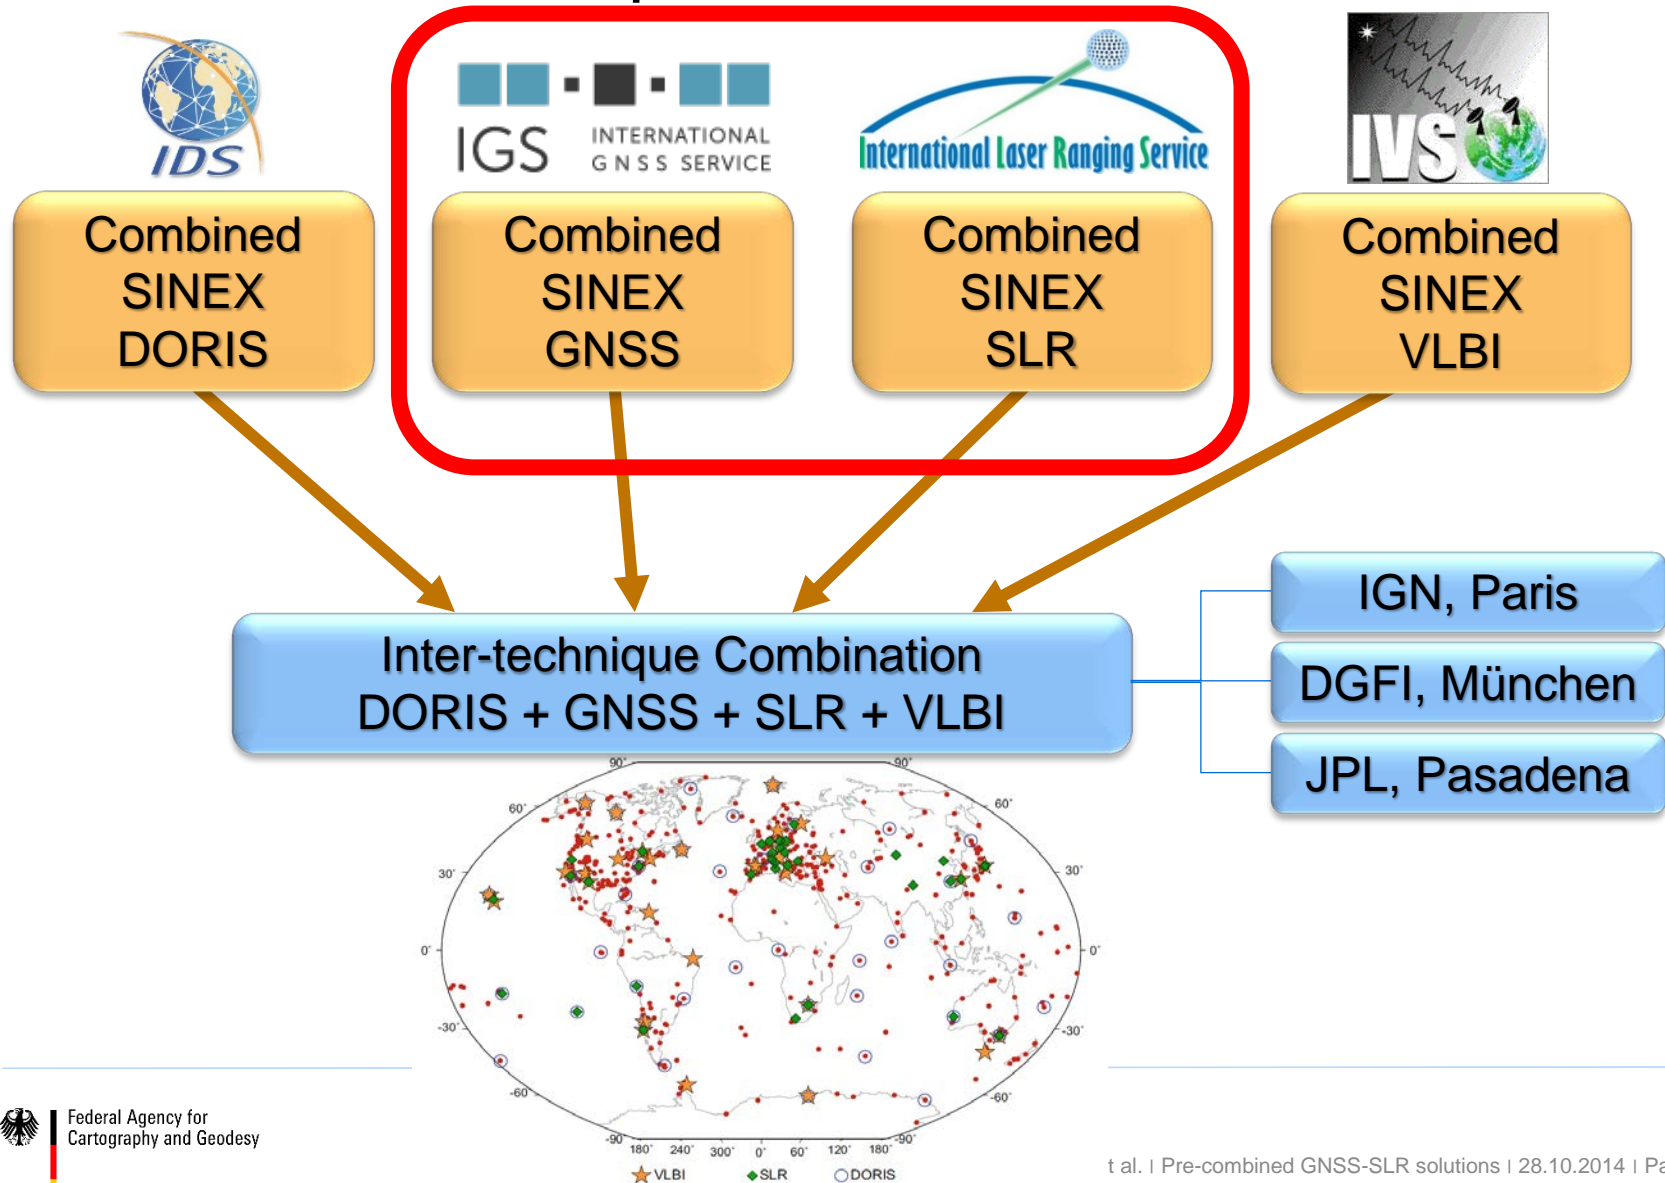 IDS
IGS
INTERNATIONAL
GNSS SERVICE
International Laser Ranging Service
IVS
Combined
SINEX
DORIS
Combined
SINEX
GNSS
Combined
SINEX
SLR
Combined
SINEX
VLBI
Inter-technique Combination
DORIS + GNSS + SLR + VLBI
IGN, Paris
DGFI, München
JPL, Pasadena
90˚ 90˚
60˚ 60˚
30˚ 30˚
0˚ 0˚
-30˚ -30˚
-60˚ -60˚
-90˚ -90˚
180˚ 240˚ 300˚ 0˚ 60˚ 120˚ 180˚
VLBI SLR DORIS
Federal Agency for
Cartography and Geodesy
t al. | Pre-combined GNSS-SLR solutions | 28.10.2014 | Pa